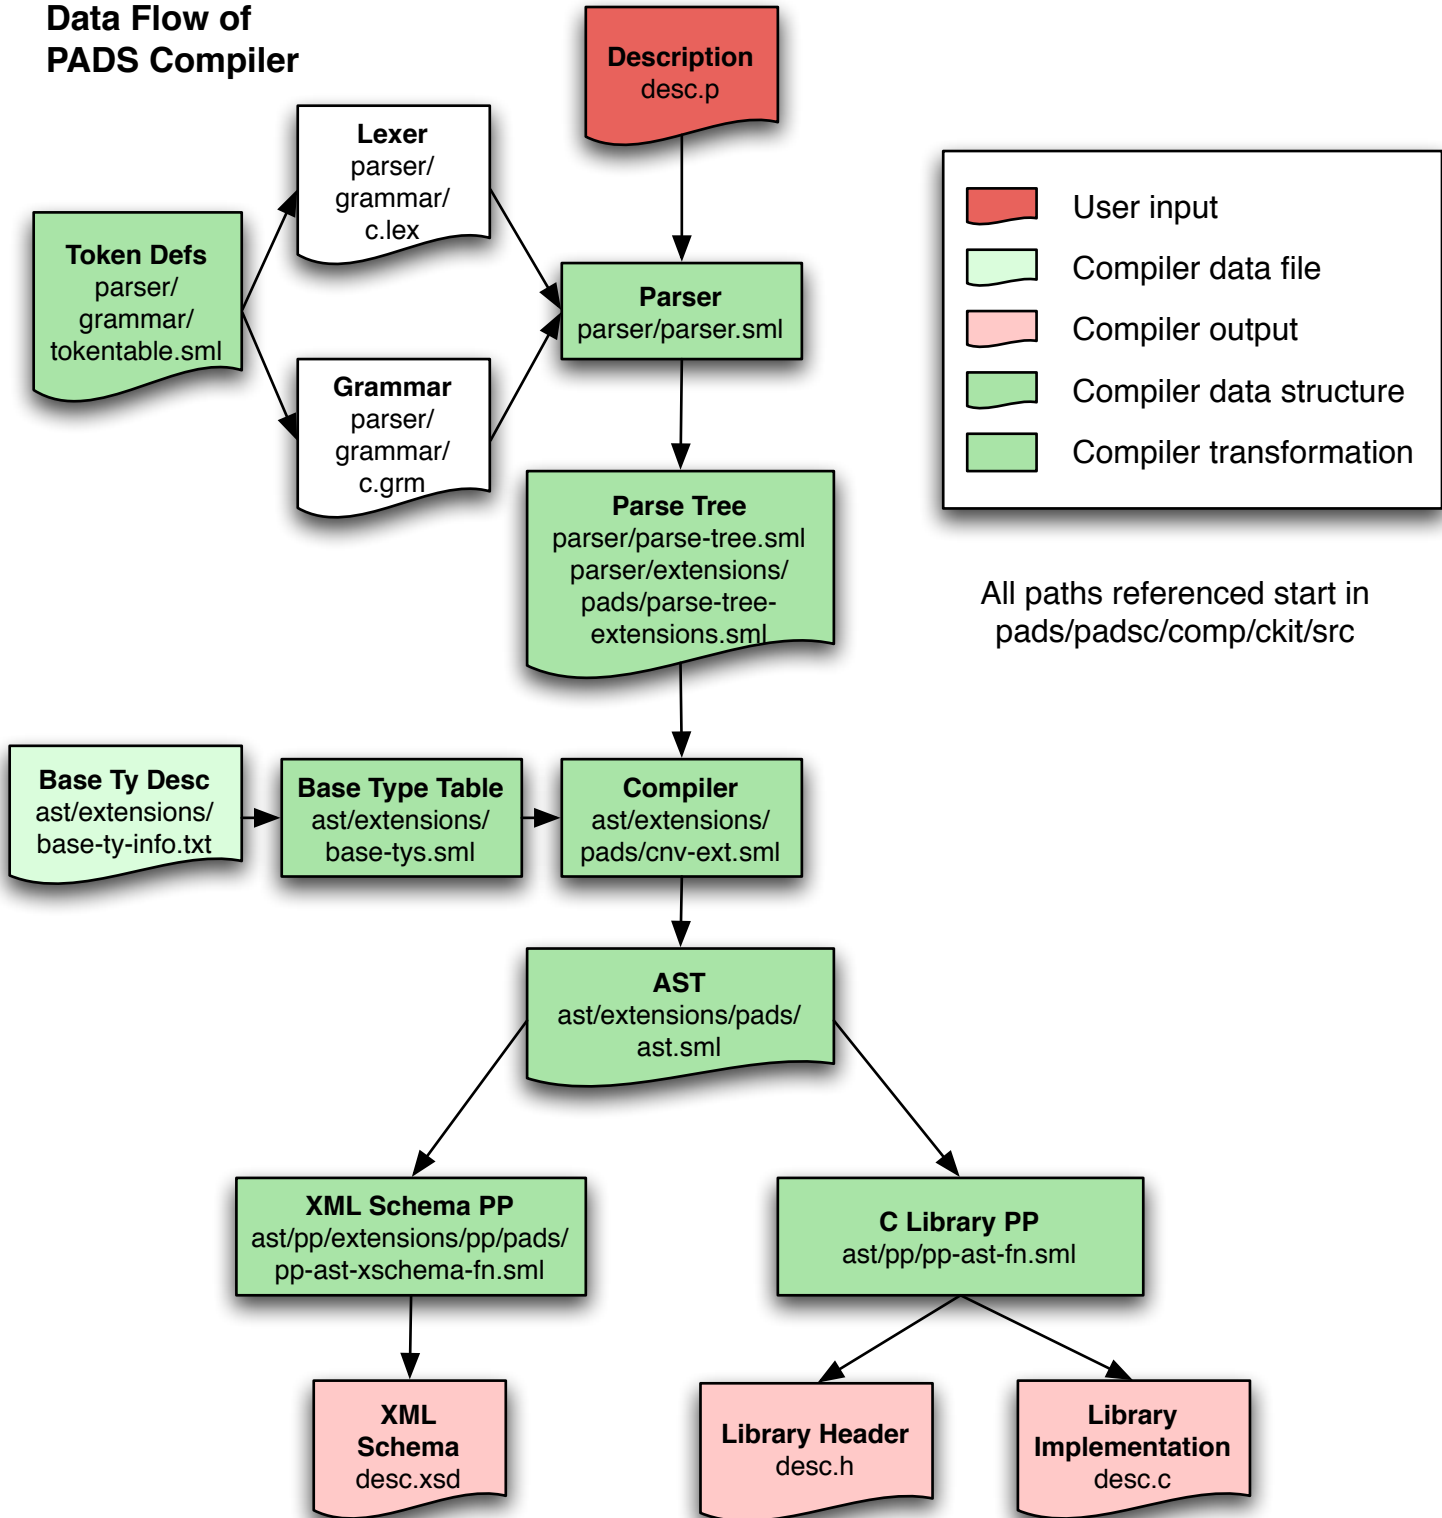 Data Flow of
PADS Compiler
Description
desc.p
Lexer
parser/
grammar/
c.lex
Token Defs
parser/
grammar/
tokentable.sml
Parser
parser/parser.sml
Grammar
parser/
grammar/
c.grm
User input
Compiler data file
Compiler output
Compiler data structure
Compiler transformation
Parse Tree
parser/parse-tree.sml
parser/extensions/
pads/parse-tree-
extensions.sml
All paths referenced start in
pads/padsc/comp/ckit/src
Base Ty Desc
ast/extensions/
base-ty-info.txt
Base Type Table
ast/extensions/
base-tys.sml
Compiler
ast/extensions/
pads/cnv-ext.sml
AST
ast/extensions/pads/
ast.sml
XML Schema PP
ast/pp/extensions/pp/pads/
pp-ast-xschema-fn.sml
C Library PP
ast/pp/pp-ast-fn.sml
XML
Schema
desc.xsd
Library Header
desc.h
Library
Implementation
desc.c